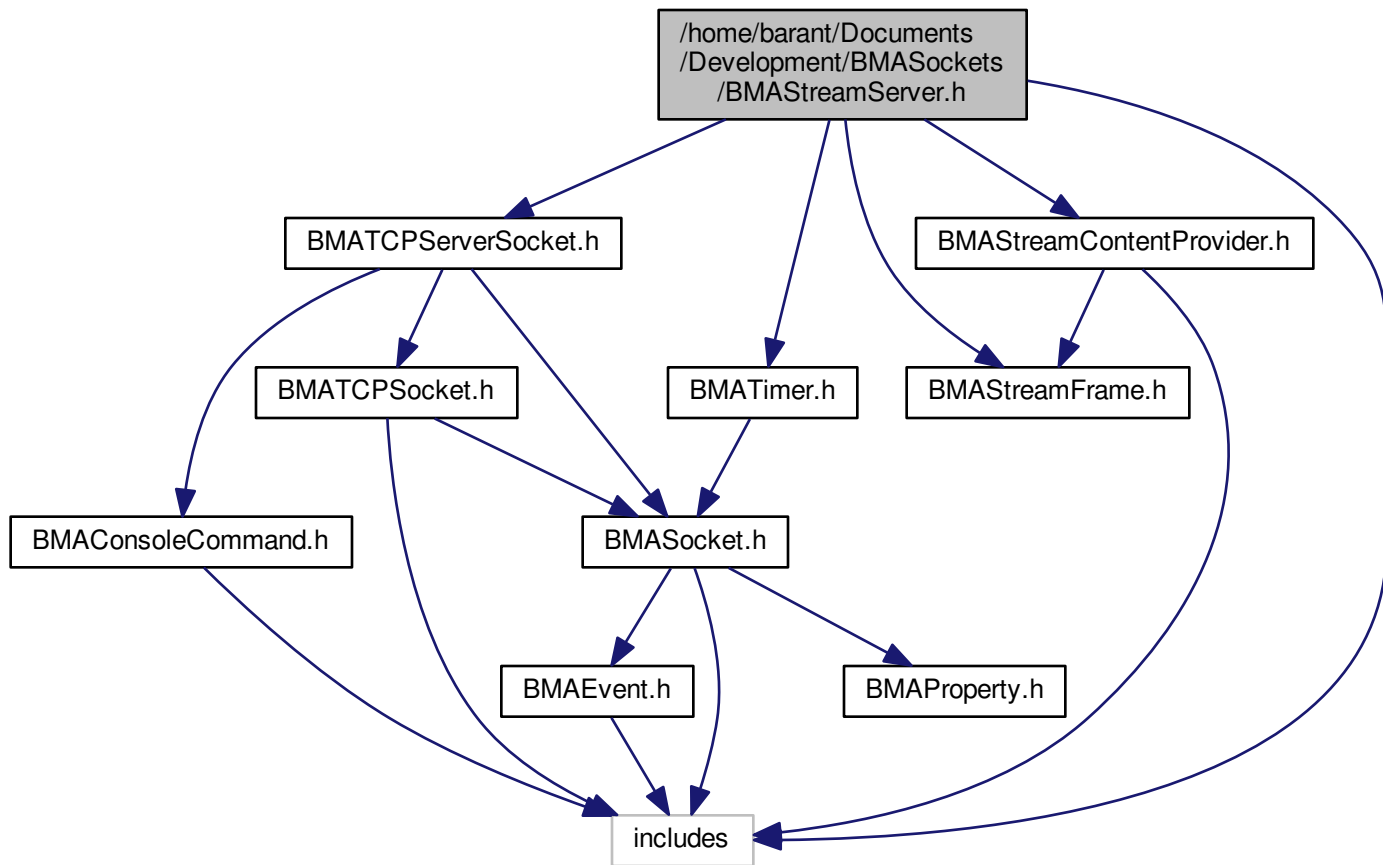 /home/barant/Documents
/Development/BMASockets
/BMAStreamServer.h
BMATCPServerSocket.h
BMAStreamContentProvider.h
BMATCPSocket.h
BMATimer.h
BMAStreamFrame.h
BMAConsoleCommand.h
BMASocket.h
BMAEvent.h
BMAProperty.h
includes